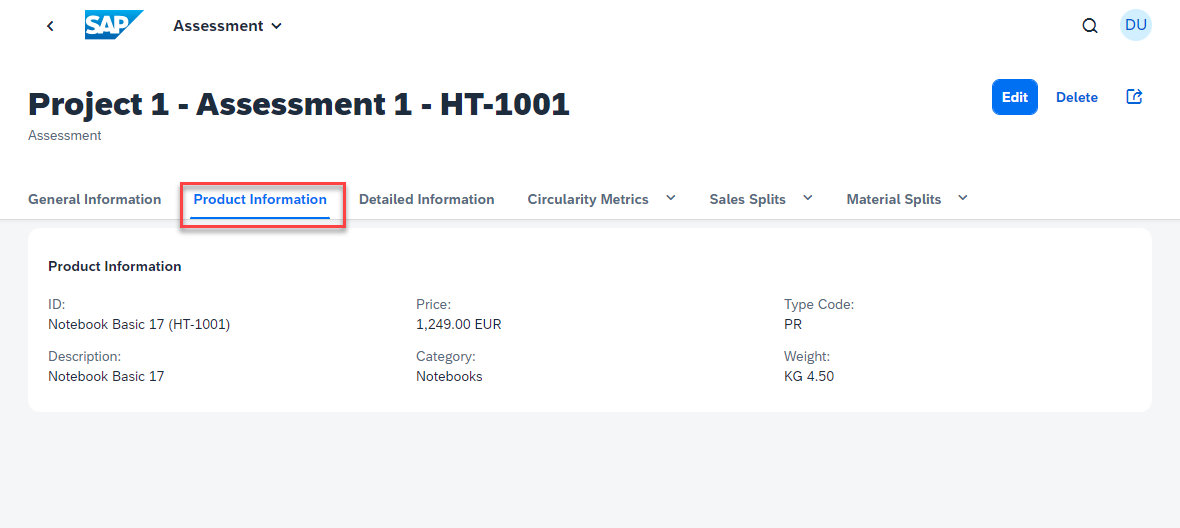 SAP Assessment DU
Project 1 - Assessment 1 - HT-1001
Edit Delete
Assessment
General Information Product Information Detailed Information Circularity Metrics Sales Splits Material Splits
Product Information
ID: Price: Type Code:
Notebook Basic 17 (HT-1001) 1,249.00 EUR PR
Description: Category: Weight:
Notebook Basic 17 Notebooks KG 4.50